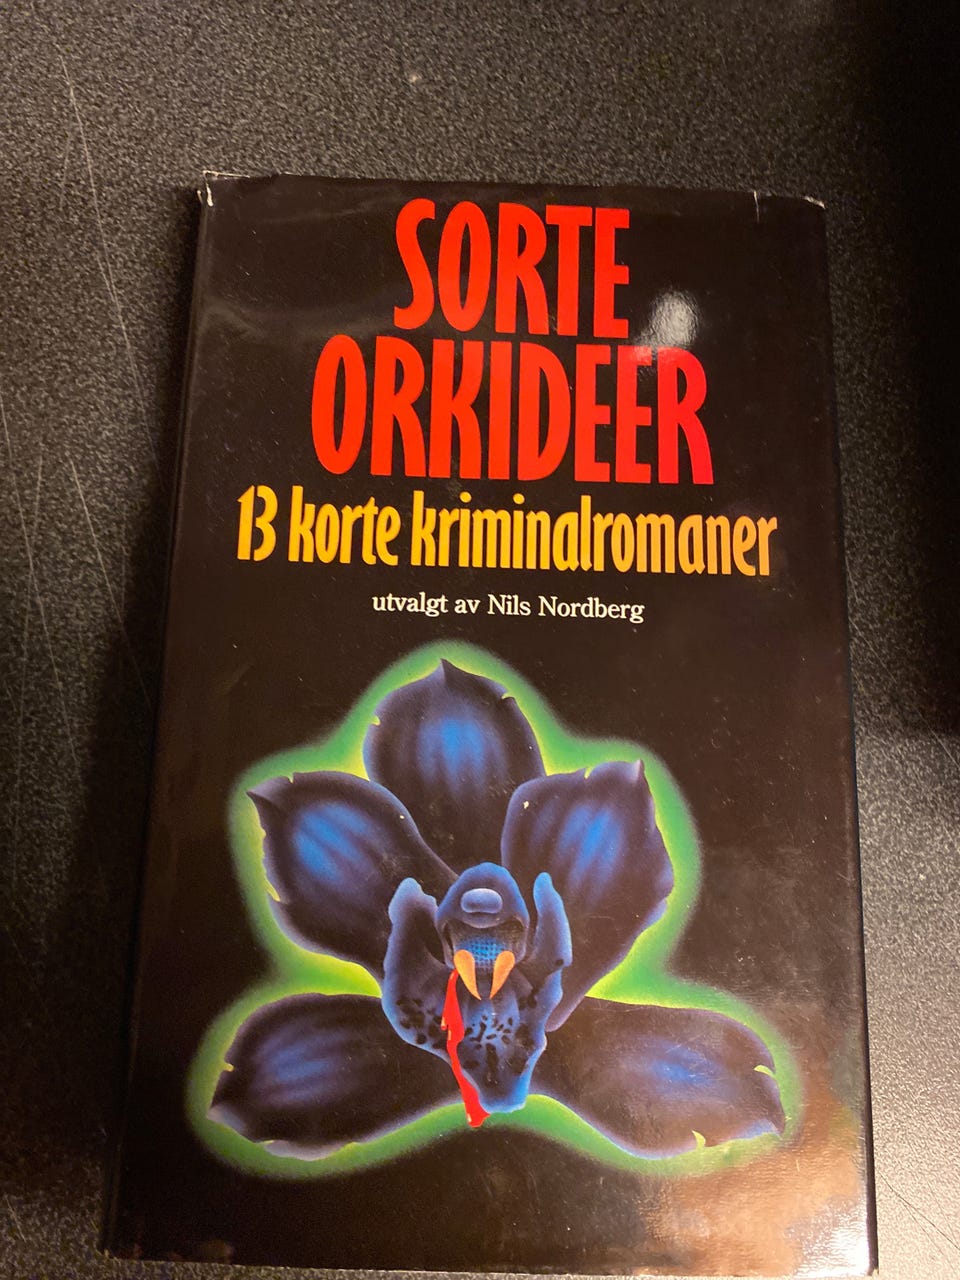 SORTE
ORKIDEER
13 korte kriminalromaner
utvalgt av Nils Nordberg